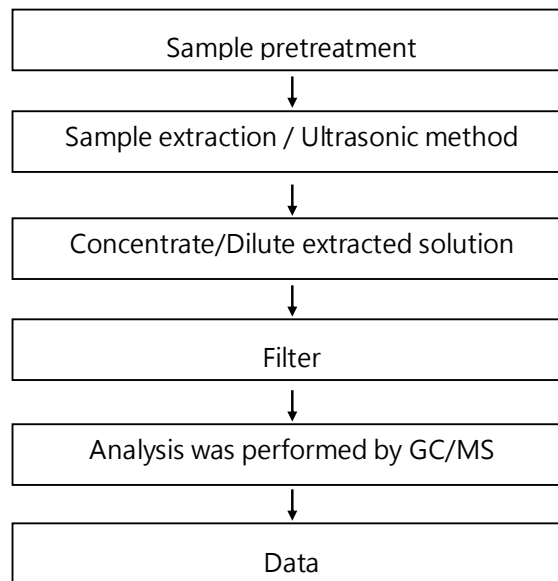 Sample pretreatment
Sample extraction / Ultrasonic method
Concentrate/Dilute extracted solution
Filter
Analysis was performed by GC/MS
Data